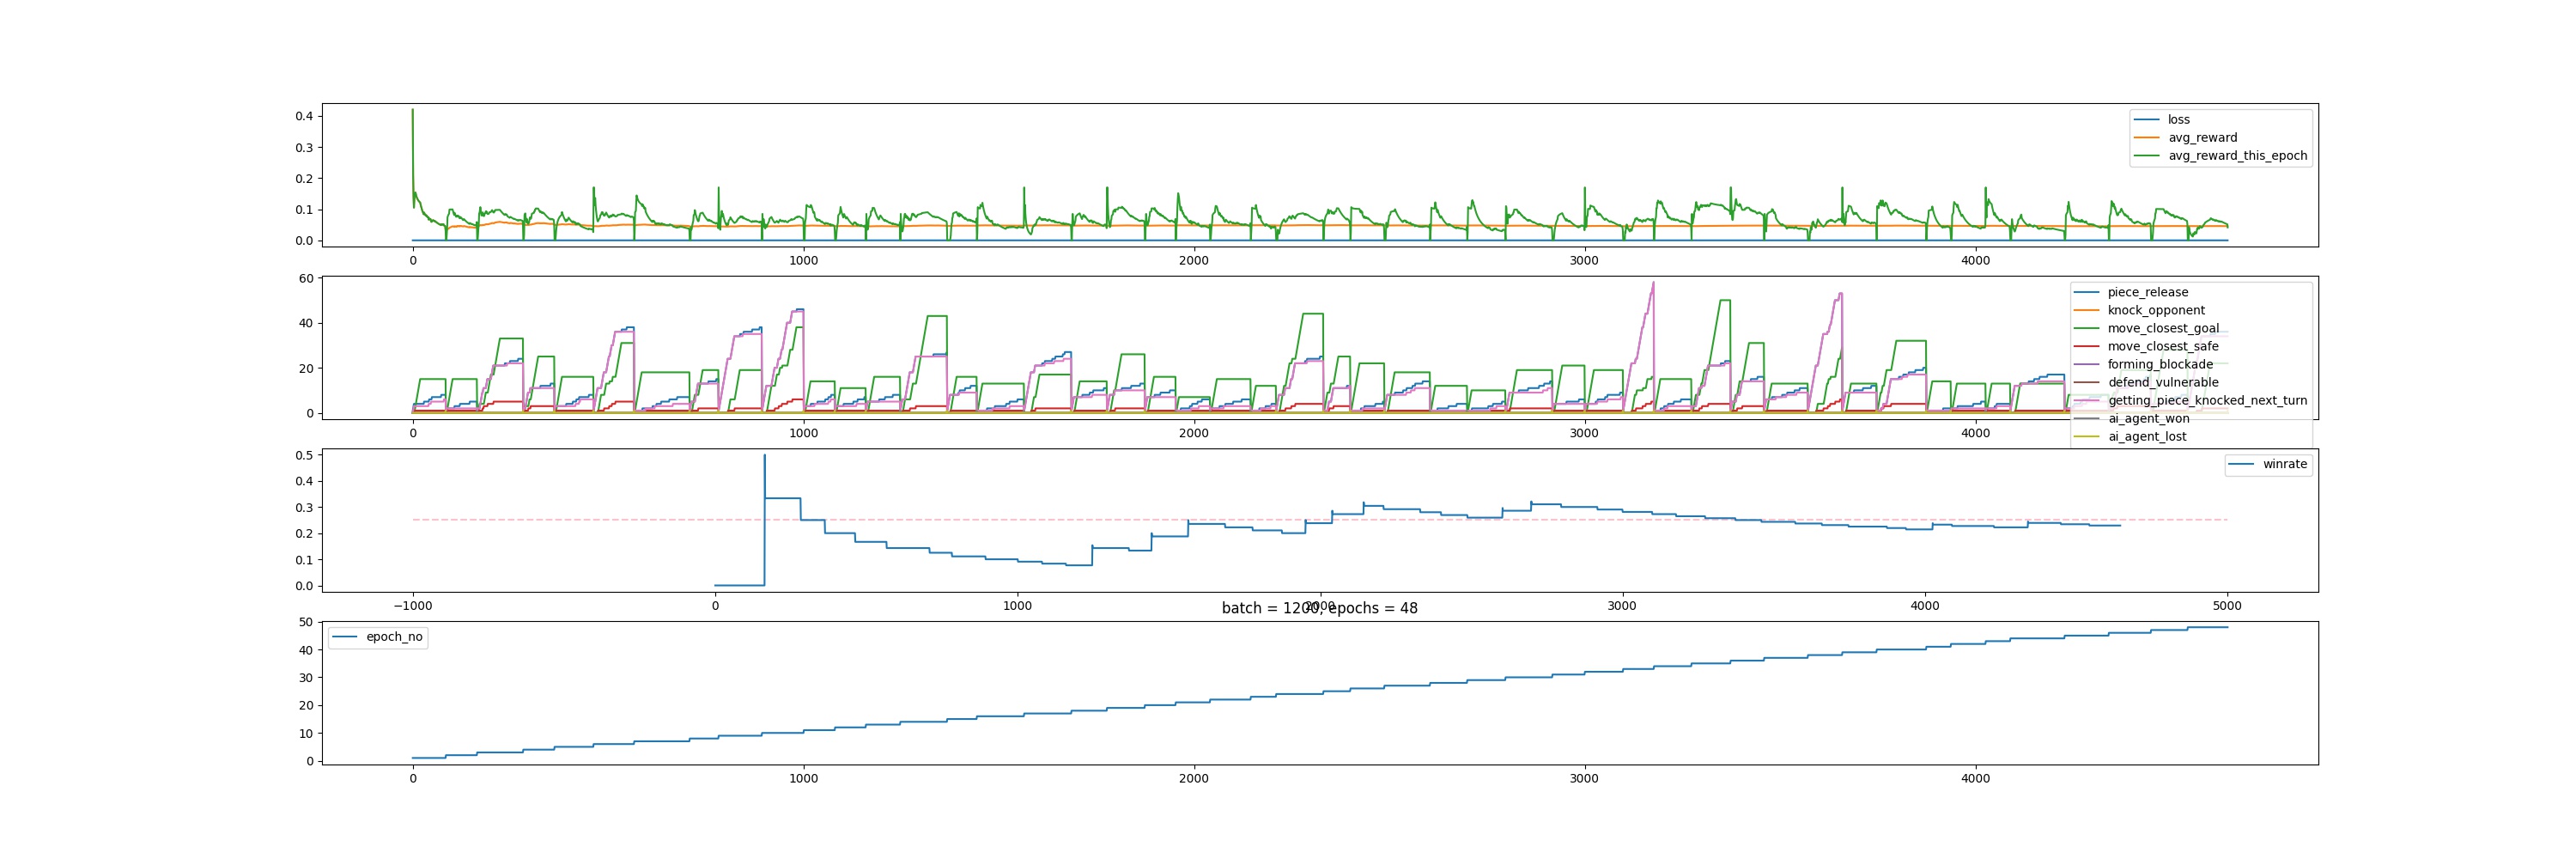 0.4
0.3
0.2
0.1
0.0
loss
avg_reward
avg_reward_this_epoch
0 1000 2000 3000 4000
60
40
20
0
piece_release
knock_opponent
move_closest_goal
move_closest_safe
forming_blockade
defend_vulnerable
getting_piece_knocked_next_turn
ai_agent_won
ai_agent_lost
0 1000 2000 3000 4000
0.5
0.4
0.3
0.2
0.1
0.0
winrate
−1000 0 1000 2000 3000 4000 5000
batch = 1200, epochs = 48
50
40
30
20
10
0
epoch_no
0 1000 2000 3000 4000